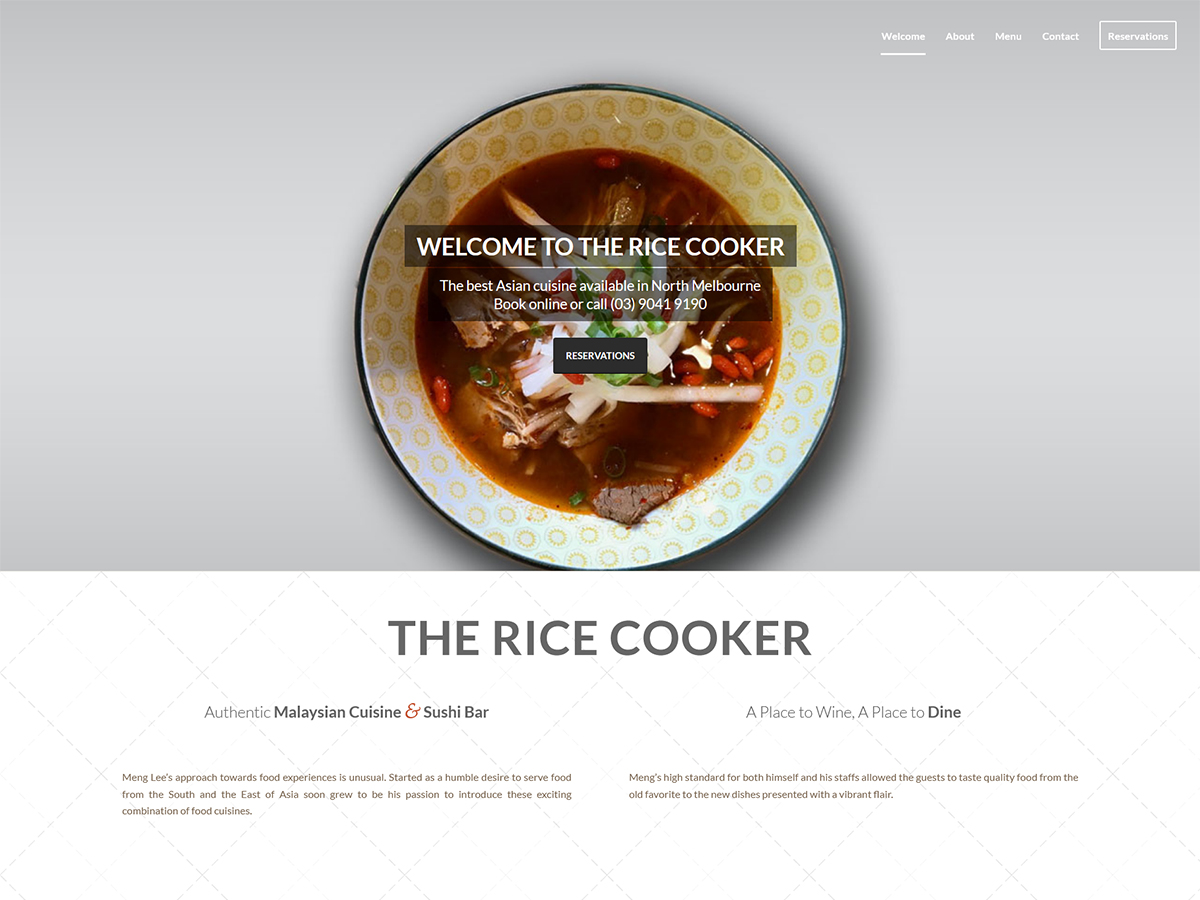 Welcome About Menu Contact Reservations
WELCOME TO THE RICE COOKER
The best Asian cuisine available in North Melbourne
Book online or call (03) 9041 9190
RESERVATIONS
THE RICE COOKER
Authentic Malaysian Cuisine & Sushi Bar
Meng Lee's approach towards food experiences is unusual. Started as a humble desire to serve food
from the South and the East of Asia soon grew to be his passion to introduce these exciting
combination of food cuisines.
A Place to Wine, A Place to Dine
Meng's high standard for both himself and his staffs allowed the guests to taste quality food from the
old favorite to the new dishes presented with a vibrant flair.